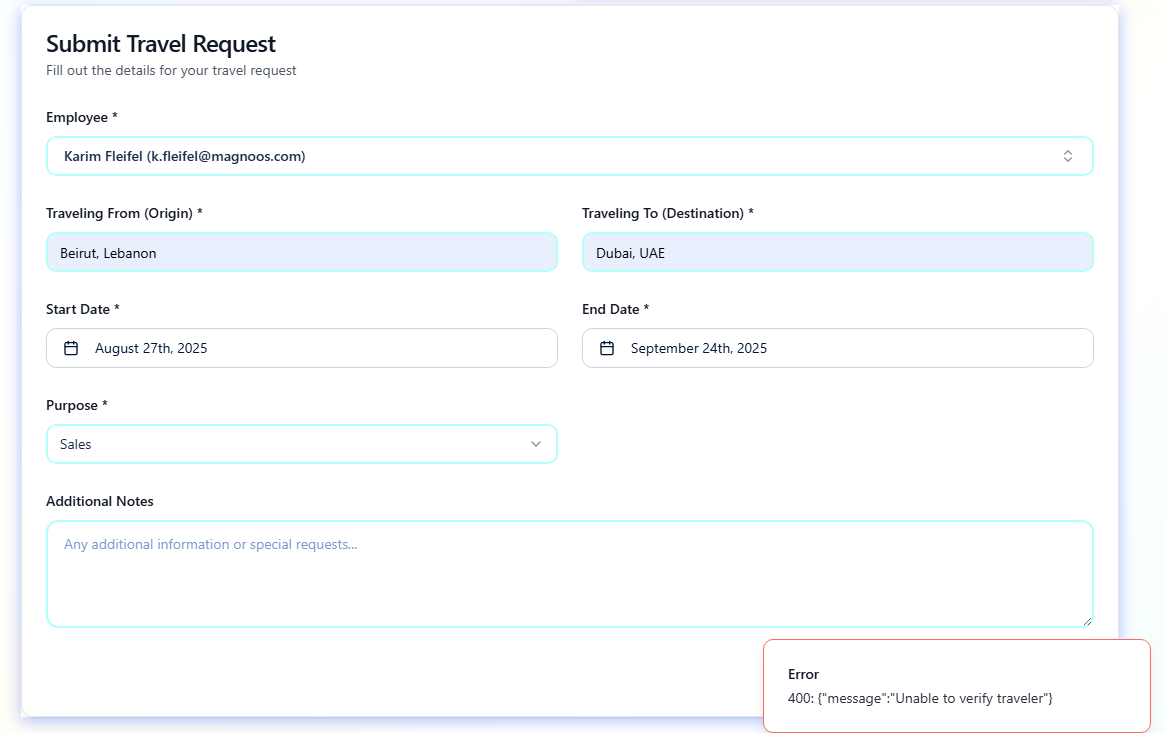 Submit Travel Request
Fill out the details for your travel request
Employee *
Karim Fleifel (k.fleifel@magnoos.com)
Traveling From (Origin) *
Traveling To (Destination) *
Beirut, Lebanon
Dubai, UAE
Start Date *
End Date *
August 27th, 2025
September 24th, 2025
Purpose *
Sales
Additional Notes
Any additional information or special requests...
Error
400: {"message":"Unable to verify traveler"}